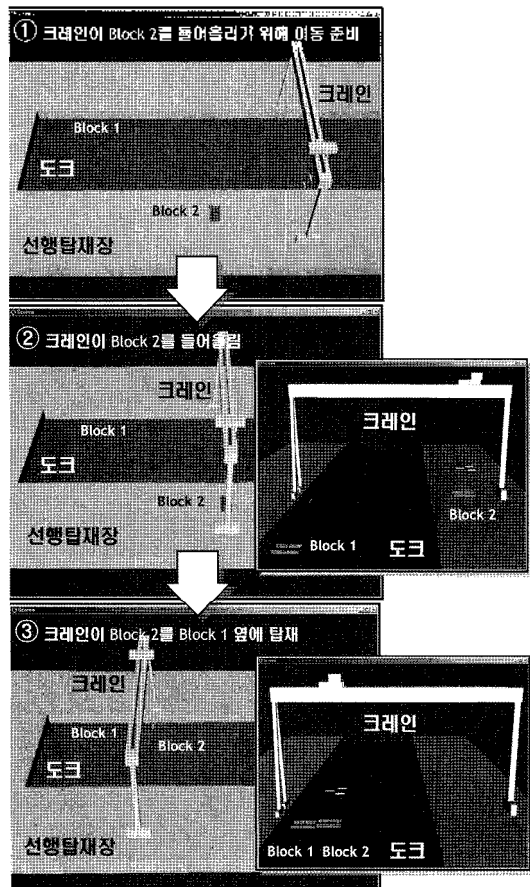 ① 크레인이 Block 2를 들어올리기 위해 이동 준비
크레인
Block 1
도크
Block 2
선행탑재장
② 크레인이 Block 2를 들어올림
크레인
Block 1
도크
Block 2
선행탑재장
크레인
Block 2
Block 1
도크
③ 크레인이 Block 2를 Block 1 옆에 탑재
크레인
Block 1
Block 2
도크
선행탑재장
크레인
Block 1 Block 2 도크